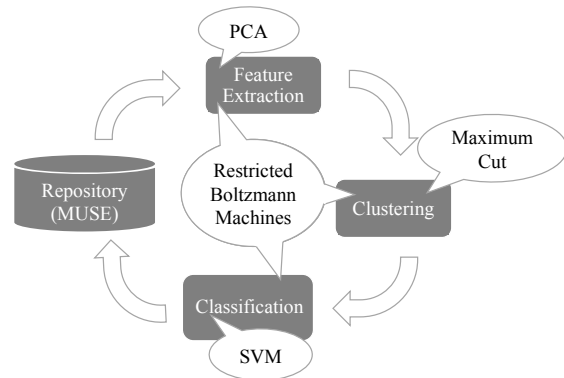 PCA
Feature
Extraction
Maximum
Cut
Restricted
Boltzmann
Machines
Repository
(MUSE)
Clustering
Classification
SVM